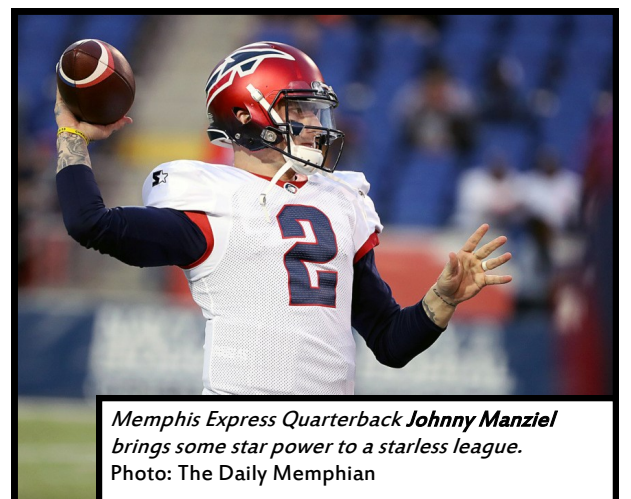 2
Memphis Express Quarterback Johnny Manziel
brings some star power to a starless league.
Photo: The Daily Memphian